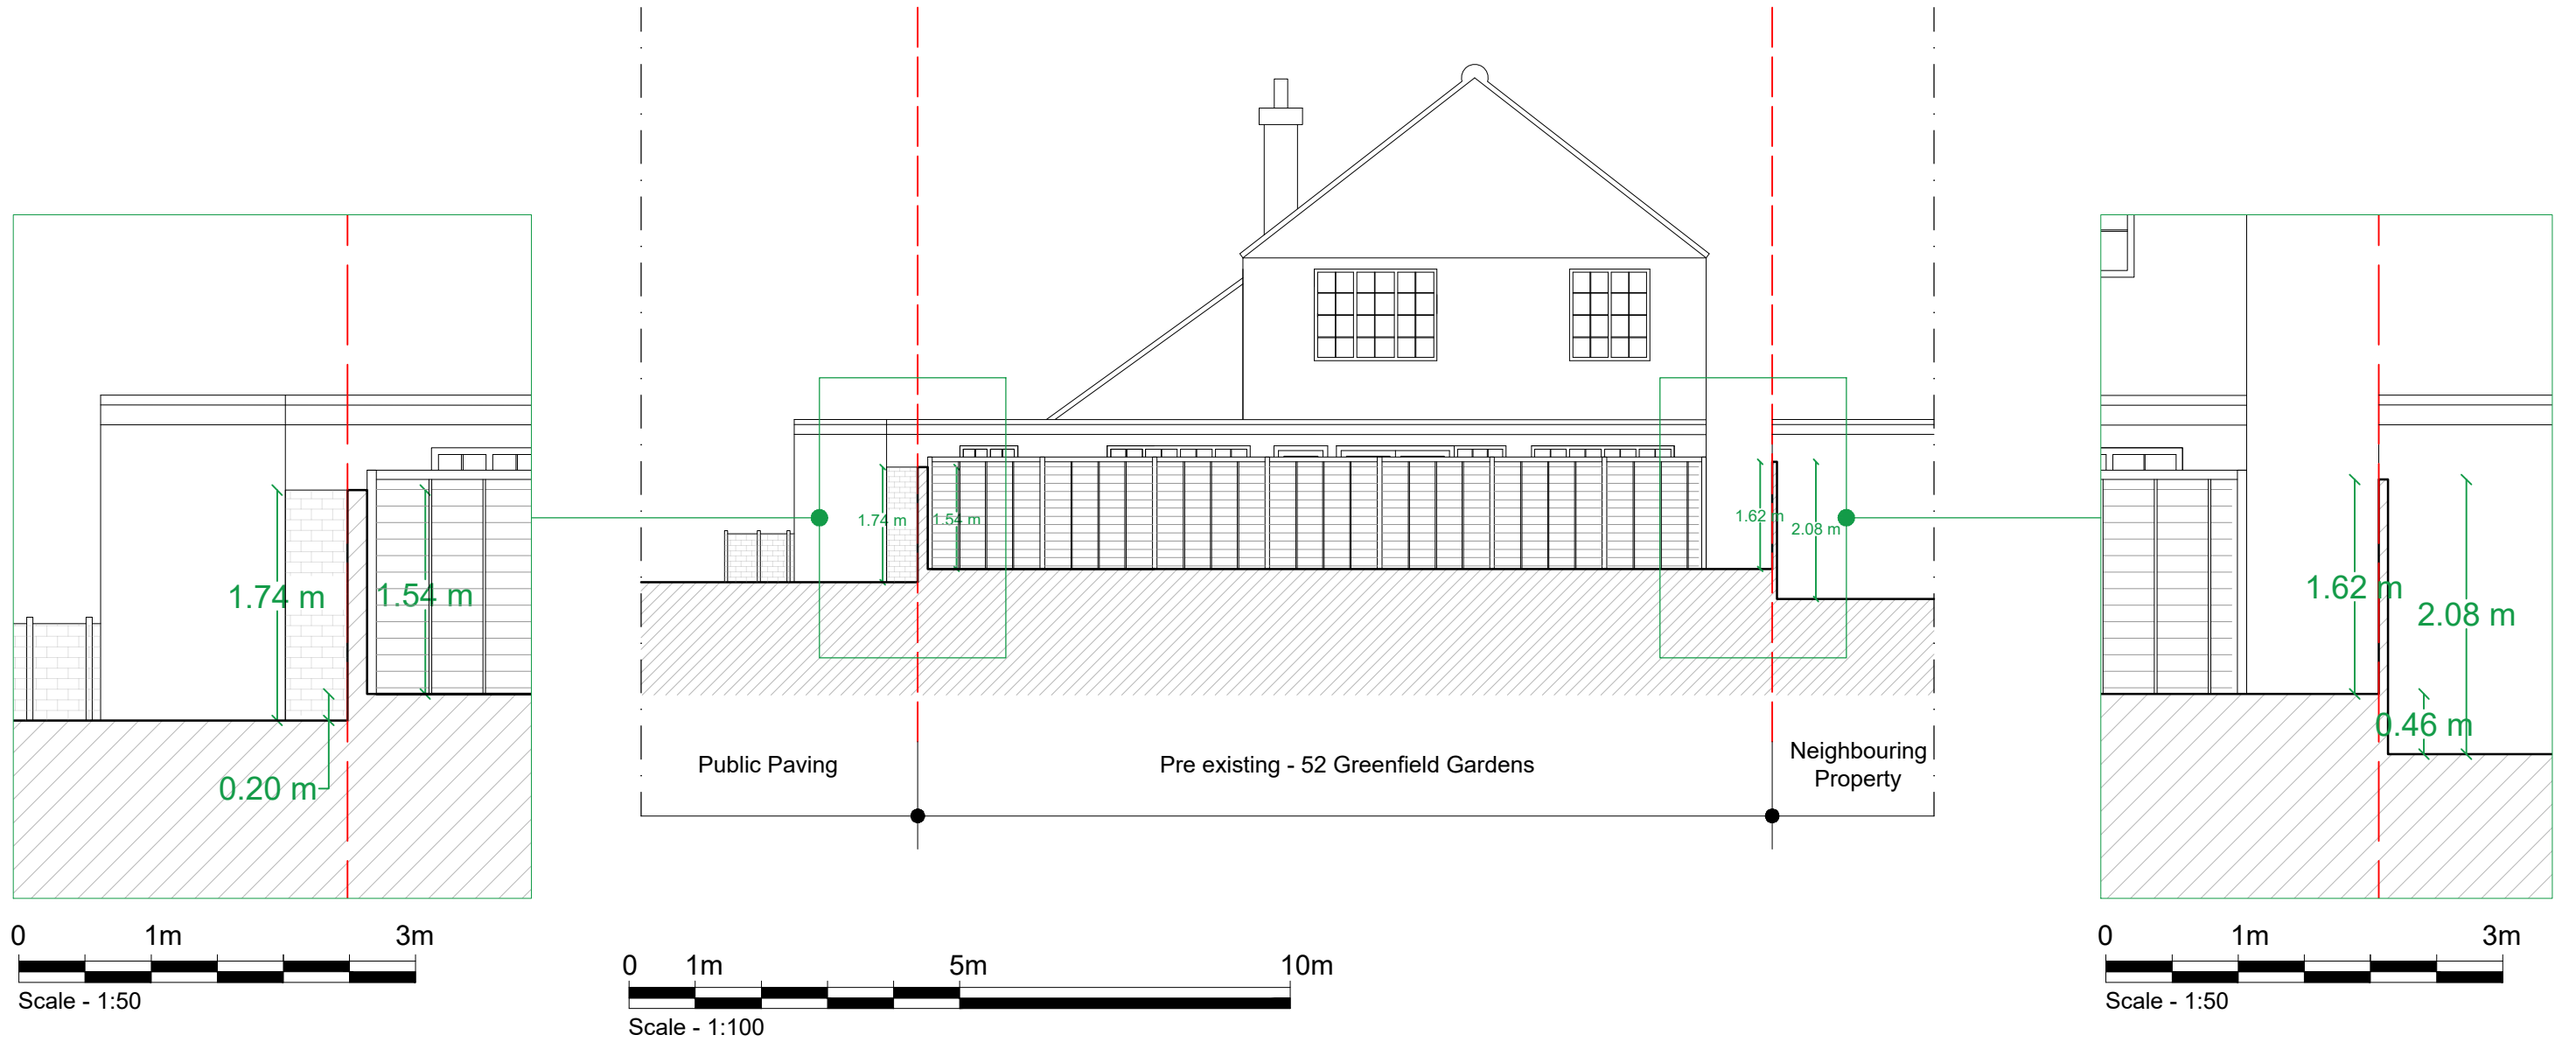 1.74 m
1.54 m
0.20 m
0 1m 3m
Scale - 1:50
1.74 m
1.54 m
1.62 m
2.08 m
Public Paving
Pre existing - 52 Greenfield Gardens
Neighbouring
Property
0 1m 5m 10m
Scale - 1:100
1.62 m
2.08 m
0.46 m
0 1m 3m
Scale - 1:50